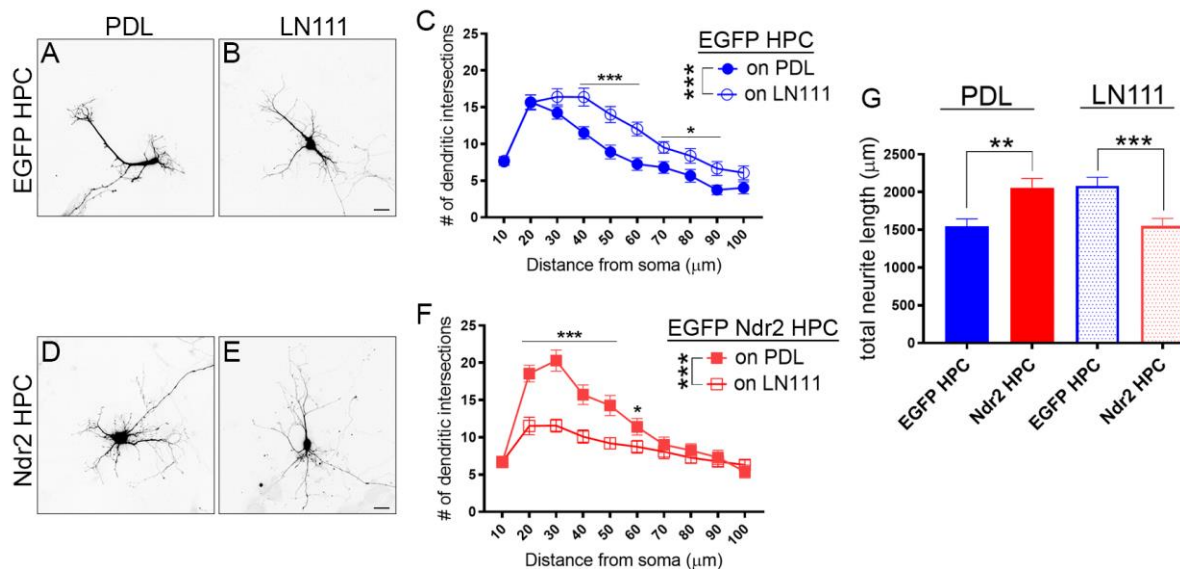 PDL
LN111
A
B
EGFP HPC
D
E
Ndr2 HPC
C
# of dendritic intersections
25
20
15
10
5
0
10
20
30
40
50
60
70
80
90
100
Distance from soma (μm)
***
*
EGFP HPC
*** on PDL
on LN111
F
# of dendritic intersections
25
20
15
10
5
0
10
20
30
40
50
60
70
80
90
100
Distance from soma (μm)
***
*
EGFP Ndr2 HPC
*** on PDL
on LN111
G
PDL
LN111
**
***
total neurite length (μm)
2500
2000
1500
1000
500
0
EGFP HPC
Ndr2 HPC
EGFP HPC
Ndr2 HPC